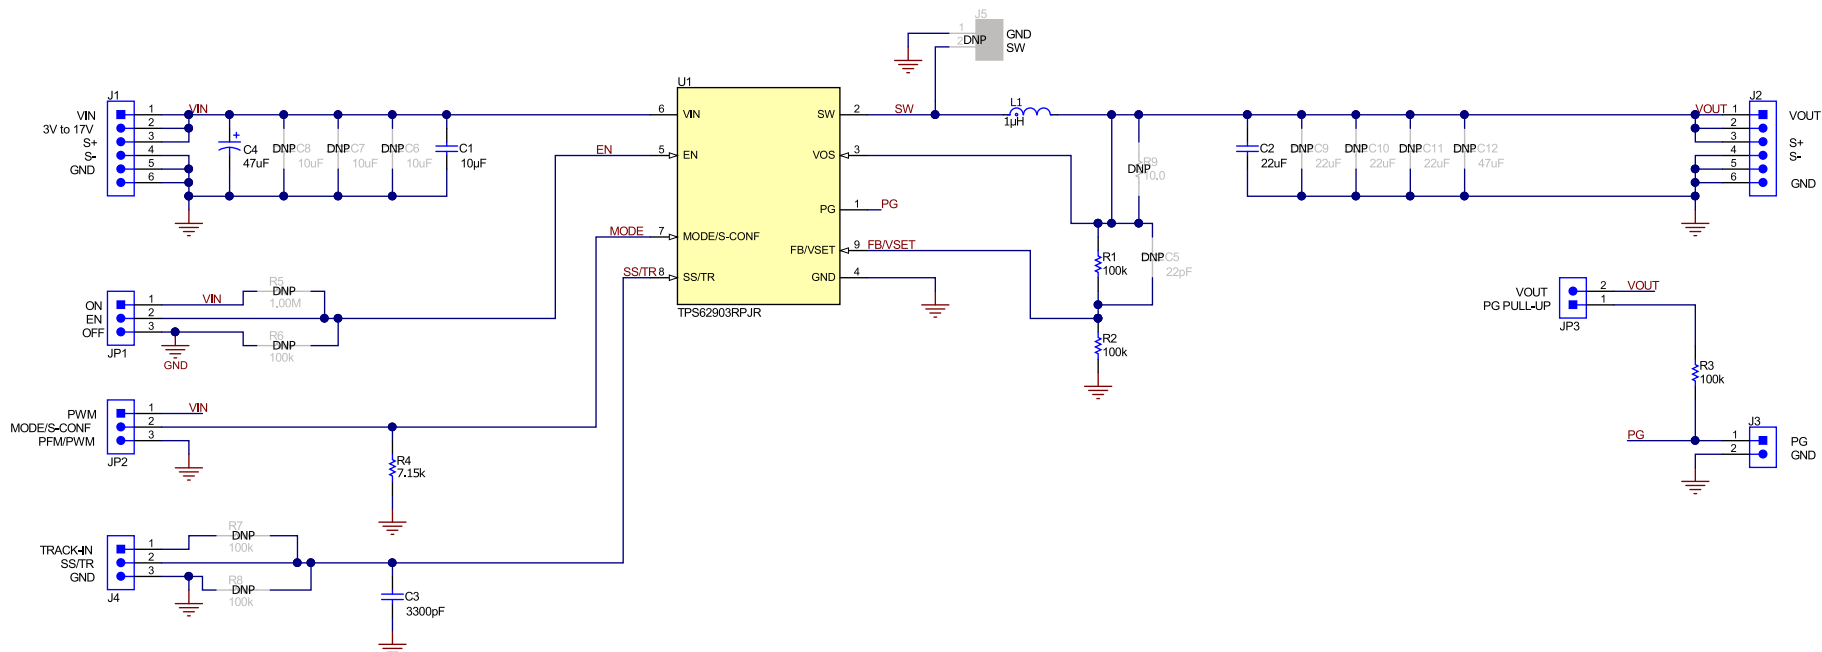 J5
1
GND
2
DNP
SW
J1
VIN
1
VIN
3V to 17V
2
S+
3
S-
4
GND
5
6
C4
47uF
+
DNP
C8
10uF
DNP
C7
10uF
DNP
C6
10uF
C1
10µF
U1
6
VIN
EN
5
EN
MODE
7
MODE/S-CONF
SS/TR
8
SS/TR
SW
2
SW
VOS
3
PG
1
PG
FB/VSET
9
FB/VSET
GND
4
TPS62903RPJR
L1
1µH
DNP
R9
10.0
R1
100k
DNP
C5
22pF
R2
100k
C2
22uF
DNP
C9
22uF
DNP
C10
22uF
DNP
C11
22uF
DNP
C12
47uF
J2
VOUT
1
VOUT
2
3
S+
4
S-
5
6
GND
ON
1
VIN
EN
2
OFF
3
JP1
GND
R5
DNP
1.00M
R6
DNP
100k
VOUT
2
VOUT
PG PULL-UP
1
JP3
R3
100k
PWM
1
VIN
MODE/S-CONF
2
PFM/PWM
3
JP2
R4
7.15k
PG
J3
1
PG
2
GND
TRACK-IN
1
SS/TR
2
GND
3
J4
R7
DNP
100k
R8
DNP
100k
C3
3300pF